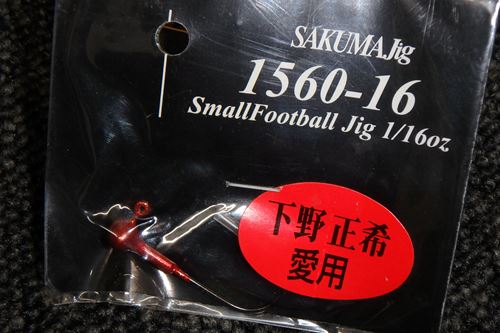 SAKUMAJig
1560-16
SmallFootball Jig 1/16oz
下野正希
愛用